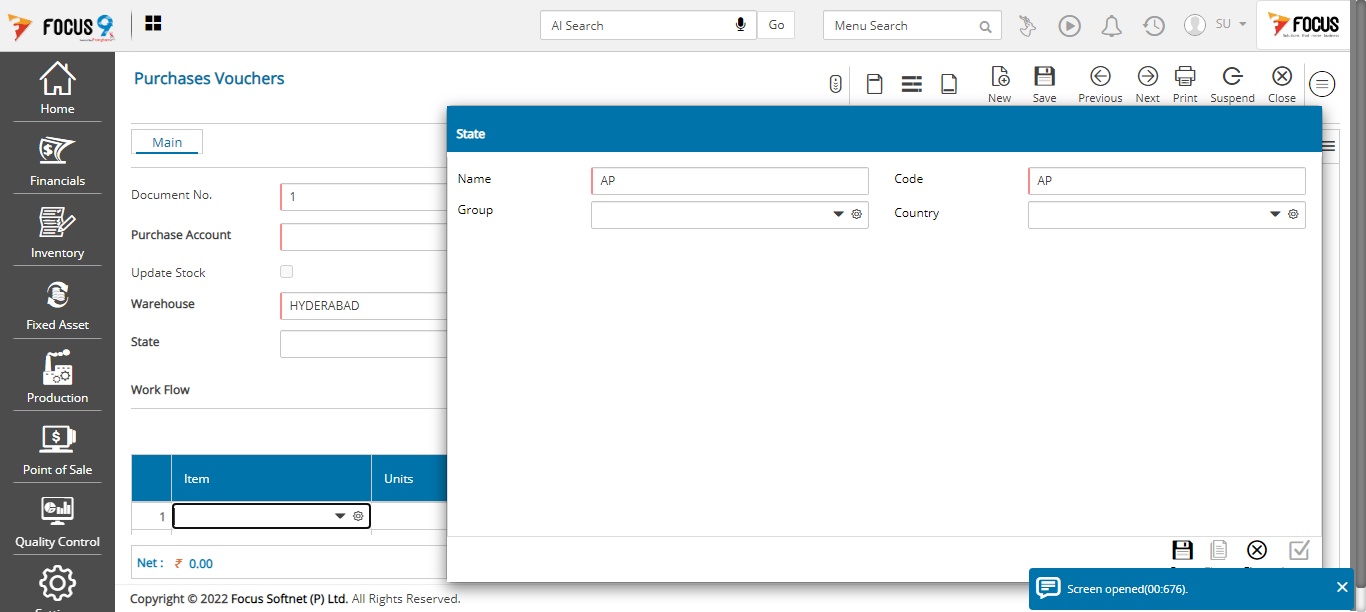 FOCUS 9
AI Search
Go
Menu Search
SU
FOCUS
Home
Financials
Inventory
Fixed Asset
Production
Point of Sale
Quality Control
Purchases Vouchers
New
Save
Previous
Next
Print
Suspend
Close
Main
Document No.
1
Purchase Account
Update Stock
Warehouse
HYDERABAD
State
Work Flow
Item
Units
1
Net : ₹ 0.00
State
Name
AP
Code
AP
Group
Country
Screen opened(00:676).
Copyright © 2022 Focus Softnet (P) Ltd. All Rights Reserved.